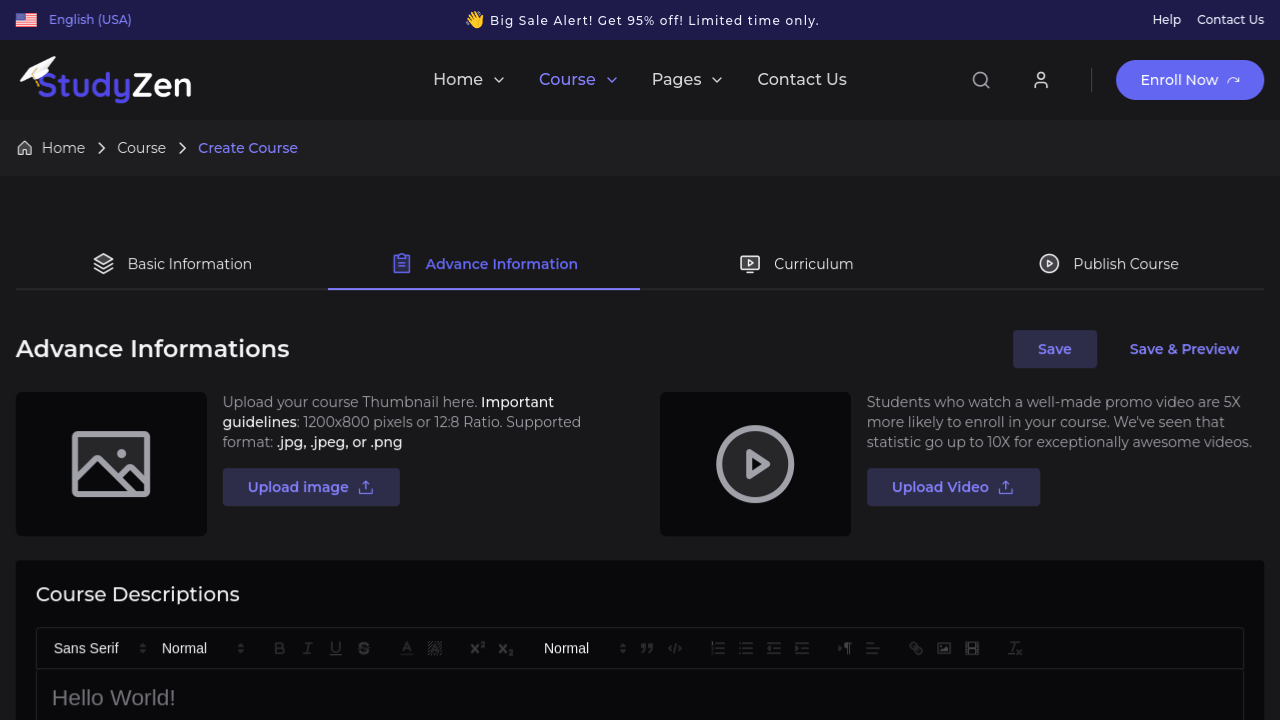 English (USA)
👋 Big Sale Alert! Get 95% off! Limited time only.
Help
Contact Us
StudyZen
Home
Course
Pages
Contact Us
Enroll Now
Home
Course
Create Course
Basic Information
Advance Information
Curriculum
Publish Course
Advance Informations
Save
Save & Preview
Upload your course Thumbnail here. Important
guidelines: 1200x800 pixels or 12:8 Ratio. Supported
format: .jpg, .jpeg, or .png
Upload image
Students who watch a well-made promo video are 5X
more likely to enroll in your course. We've seen that
statistic go up to 10X for exceptionally awesome videos.
Upload Video
Course Descriptions
Sans Serif
Normal
Normal
Hello World!